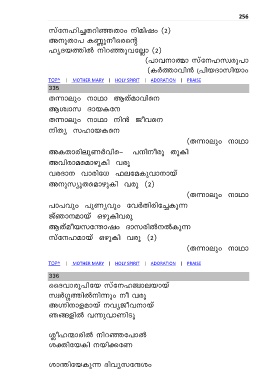 256
സ്നേഹിച്ചതറിഞ്ഞതാം നിമിഷം (2)
അനുതാപ കണ്ണുനീരരന്റെ
ഹൃദയത്തിൽ നിറഞ്ഞുവല്ലോ (2)
(പാവനാത്മാ സ്നേഹസ്വരൂപാ
(കർത്താവിൻ പ്രിയദാസിയാം
TOP^ | MOTHER MARY | HOLY SPIRIT | ADORATION | PRAISE
335
തന്നാലും നാഥാ ആത്മാവിനെ
ആശ്വാസ ദായകനേ
തന്നാലും നാഥാ നിൻ ജീവനെ
നിത്യ സഹായകനെ
(തന്നാലും നാഥാ
അകതാരിലുണർവിൻ- പനിനീരു തൂകി
അവിരാമമൊഴുകി വരൂ
വരദാന വാരിധേ ഫലമേകുവാനായ്
അനുസ്യൂതമൊഴുകി വരൂ (2)
(തന്നാലും നാഥാ
പാപവും പുണ്യവും വേർതിരിച്ചേകുന്ന
ജ്ഞാനമായ് ഒഴുകിവരൂ
ആത്മീയസന്തോഷം ദാസരിൽനൽകുന്ന
സ്നേഹമായ് ഒഴുകി വരൂ (2)
(തന്നാലും നാഥാ
TOP^ | MOTHER MARY | HOLY SPIRIT | ADORATION | PRAISE
336
ദൈവാരൂപിയേ സ്നേഹജ്വാലയായ്
സ്വർഗ്ഗത്തിൽനിന്നും നീ വരൂ
അഗ്നിനാളമായ് നവ്യജീവനായ്
ഞങ്ങളിൽ വന്നുവാണിടൂ
ശ്ലീഹന്മാരിൽ നിറഞ്ഞപോൽ
ശക്തിയേകി നയിക്കണേ
ശാന്തിയേകുന്ന ദിവ്യസന്ദേശം